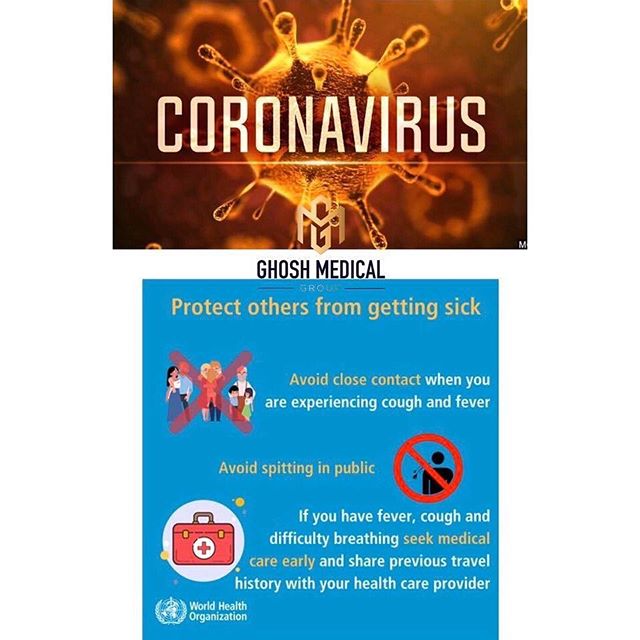 CORONAVIRUS
GHOSH MEDICAL
GROUP
Protect others from getting sick
Avoid close contact when you
are experiencing cough and fever
Avoid spitting in public
If you have fever, cough and
difficulty breathing seek medical
care early and share previous travel
history with your health care provider
World Health
Organization